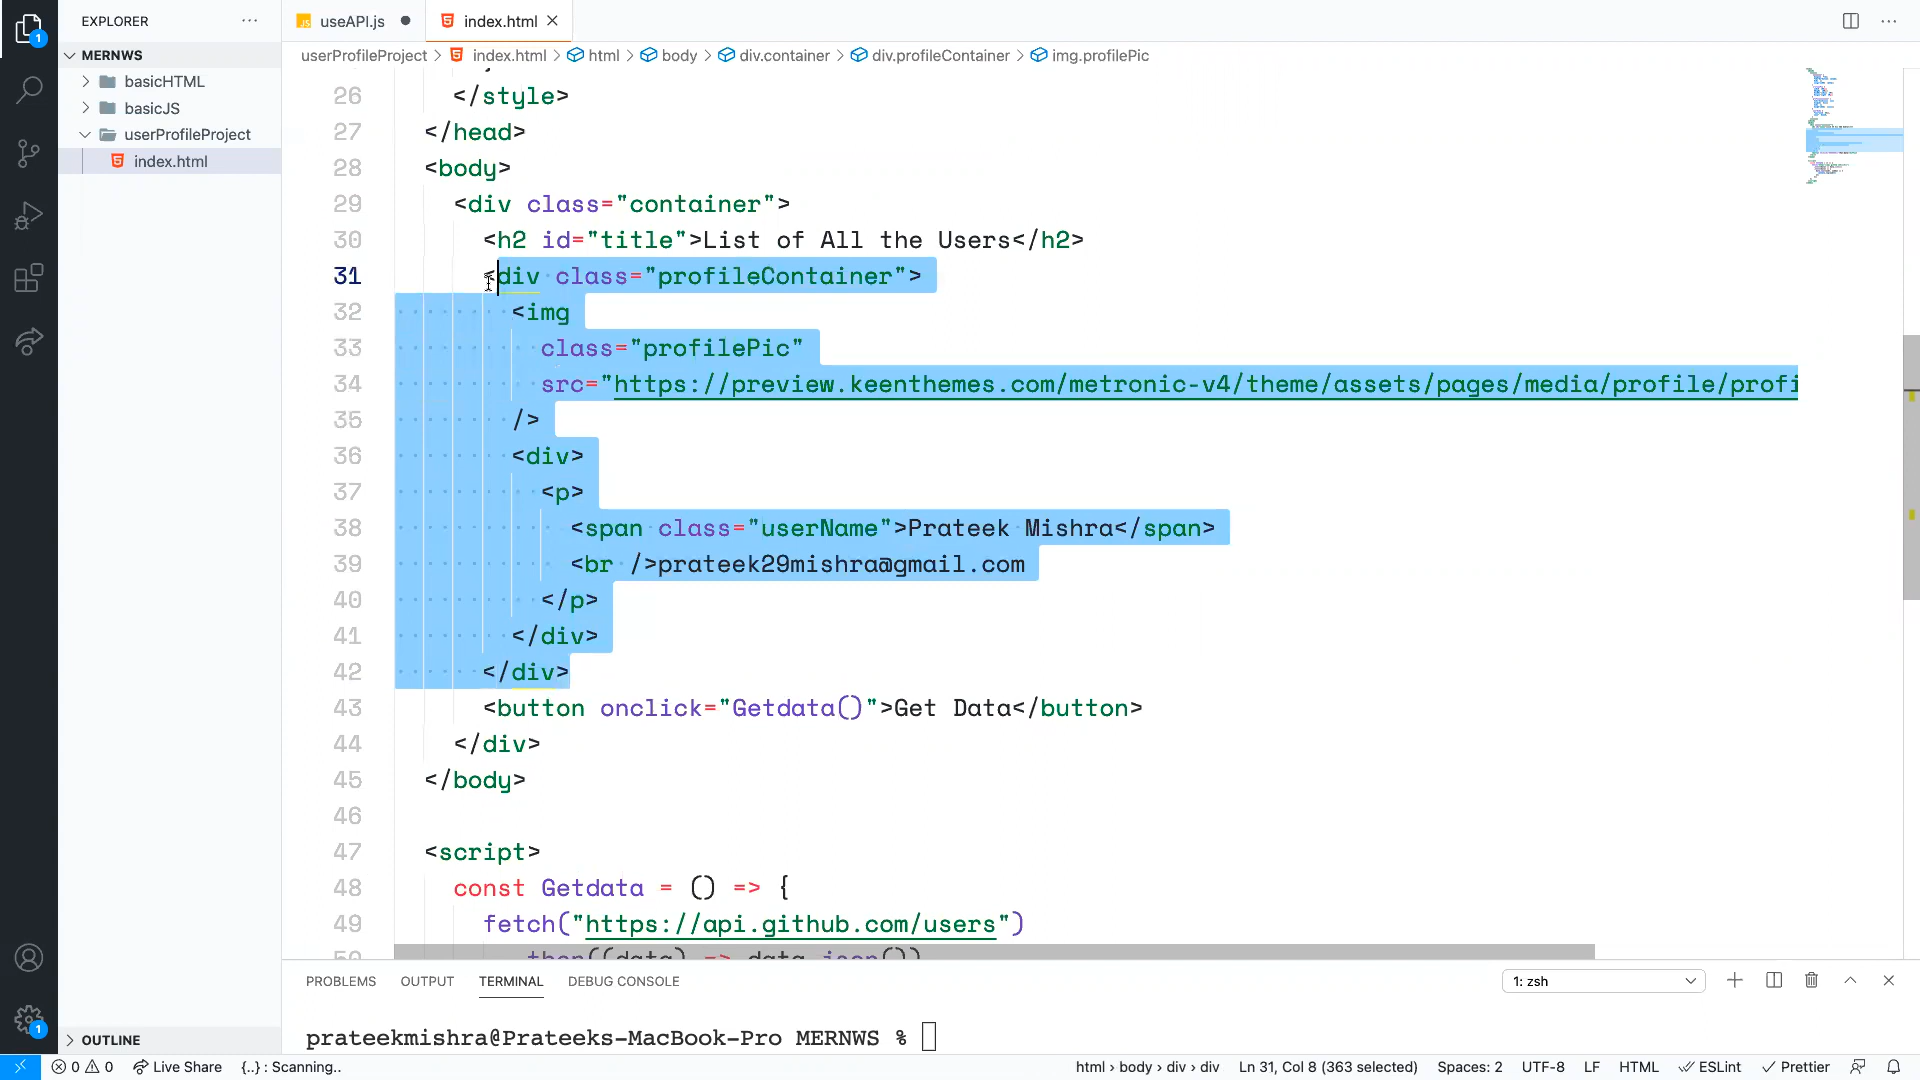 EXPLORER
useAPI.js
index.html
MERNWS
basicHTML
basicJS
userProfileProject
index.html
userProfileProject > index.html > html > body > div.container > div.profileContainer > img.profilePic
26 </style>
27 </head>
28 <body>
29 <div class="container">
30 <h2 id="title">List of All the Users</h2>
31 <div class="profileContainer">
32 <img
33 class="profilePic"
34 src="https://preview.keenthemes.com/metronic-v4/theme/assets/pages/media/profile/profi
35 />
36 <div>
37 <p>
38 <span class="userName">Prateek Mishra</span>
39 <br />prateek29mishra@gmail.com
40 </p>
41 </div>
42 </div>
43 <button onclick="Getdata()">Get Data</button>
44 </div>
45 </body>
46
47 <script>
48 const Getdata = () => {
49 fetch("https://api.github.com/users")
50 .then((data) => data.json())
PROBLEMS OUTPUT TERMINAL DEBUG CONSOLE
1: zsh
prateekmishra@Prateeks-MacBook-Pro MERNWS %
OUTLINE
1
1
0 0 Live Share {..} : Scanning.. html > body > div > div Ln 31, Col 8 (363 selected) Spaces: 2 UTF-8 LF HTML ESLint Prettier